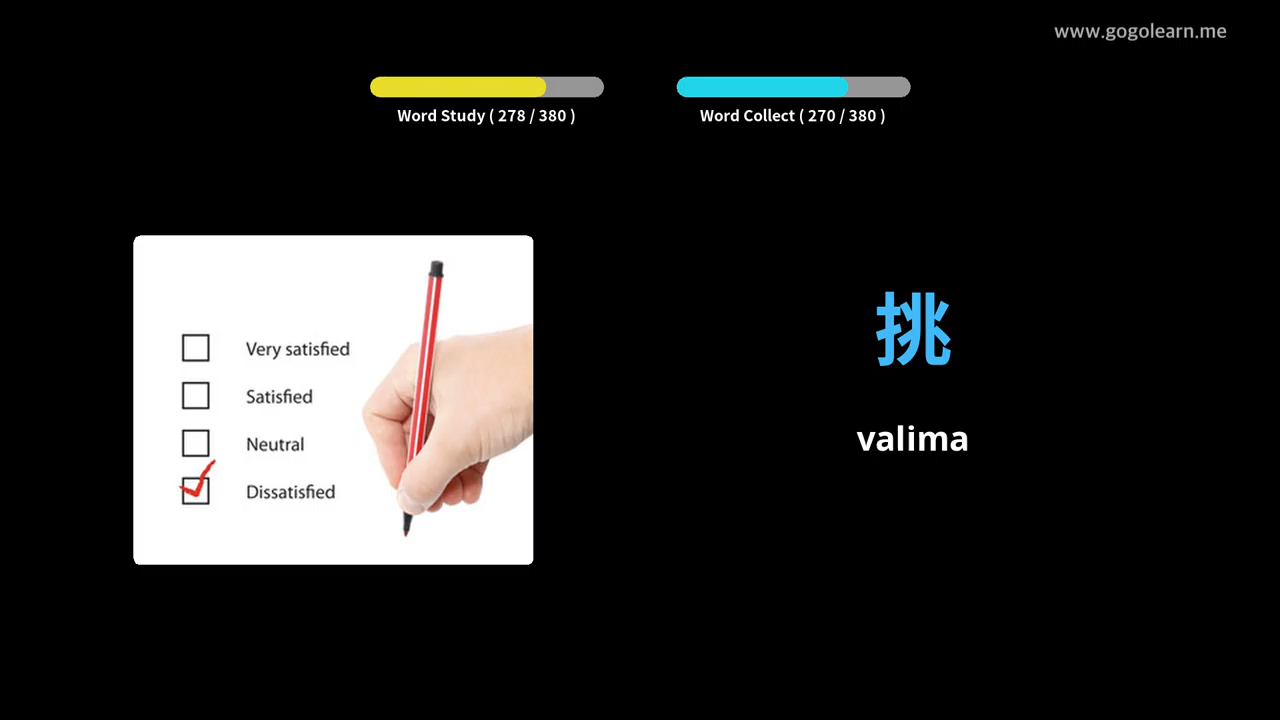 www.gogolearn.me
Word Study ( 278 / 380 )
Word Collect ( 270 / 380 )
Very satisfied
Satisfied
Neutral
Dissatisfied
挑
valima